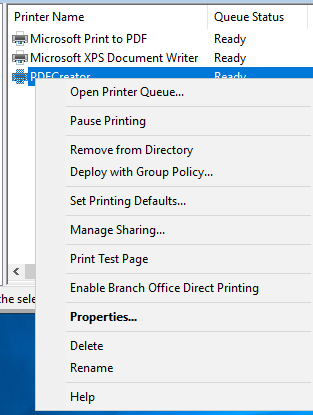 Printer Name Queue Status
Microsoft Print to PDF Ready
Microsoft XPS Document Writer Ready
PDFCreator Ready
Open Printer Queue...
Pause Printing
Remove from Directory
Deploy with Group Policy...
Set Printing Defaults...
Manage Sharing...
Print Test Page
Enable Branch Office Direct Printing
the sele
Properties...
Delete
Rename
Help